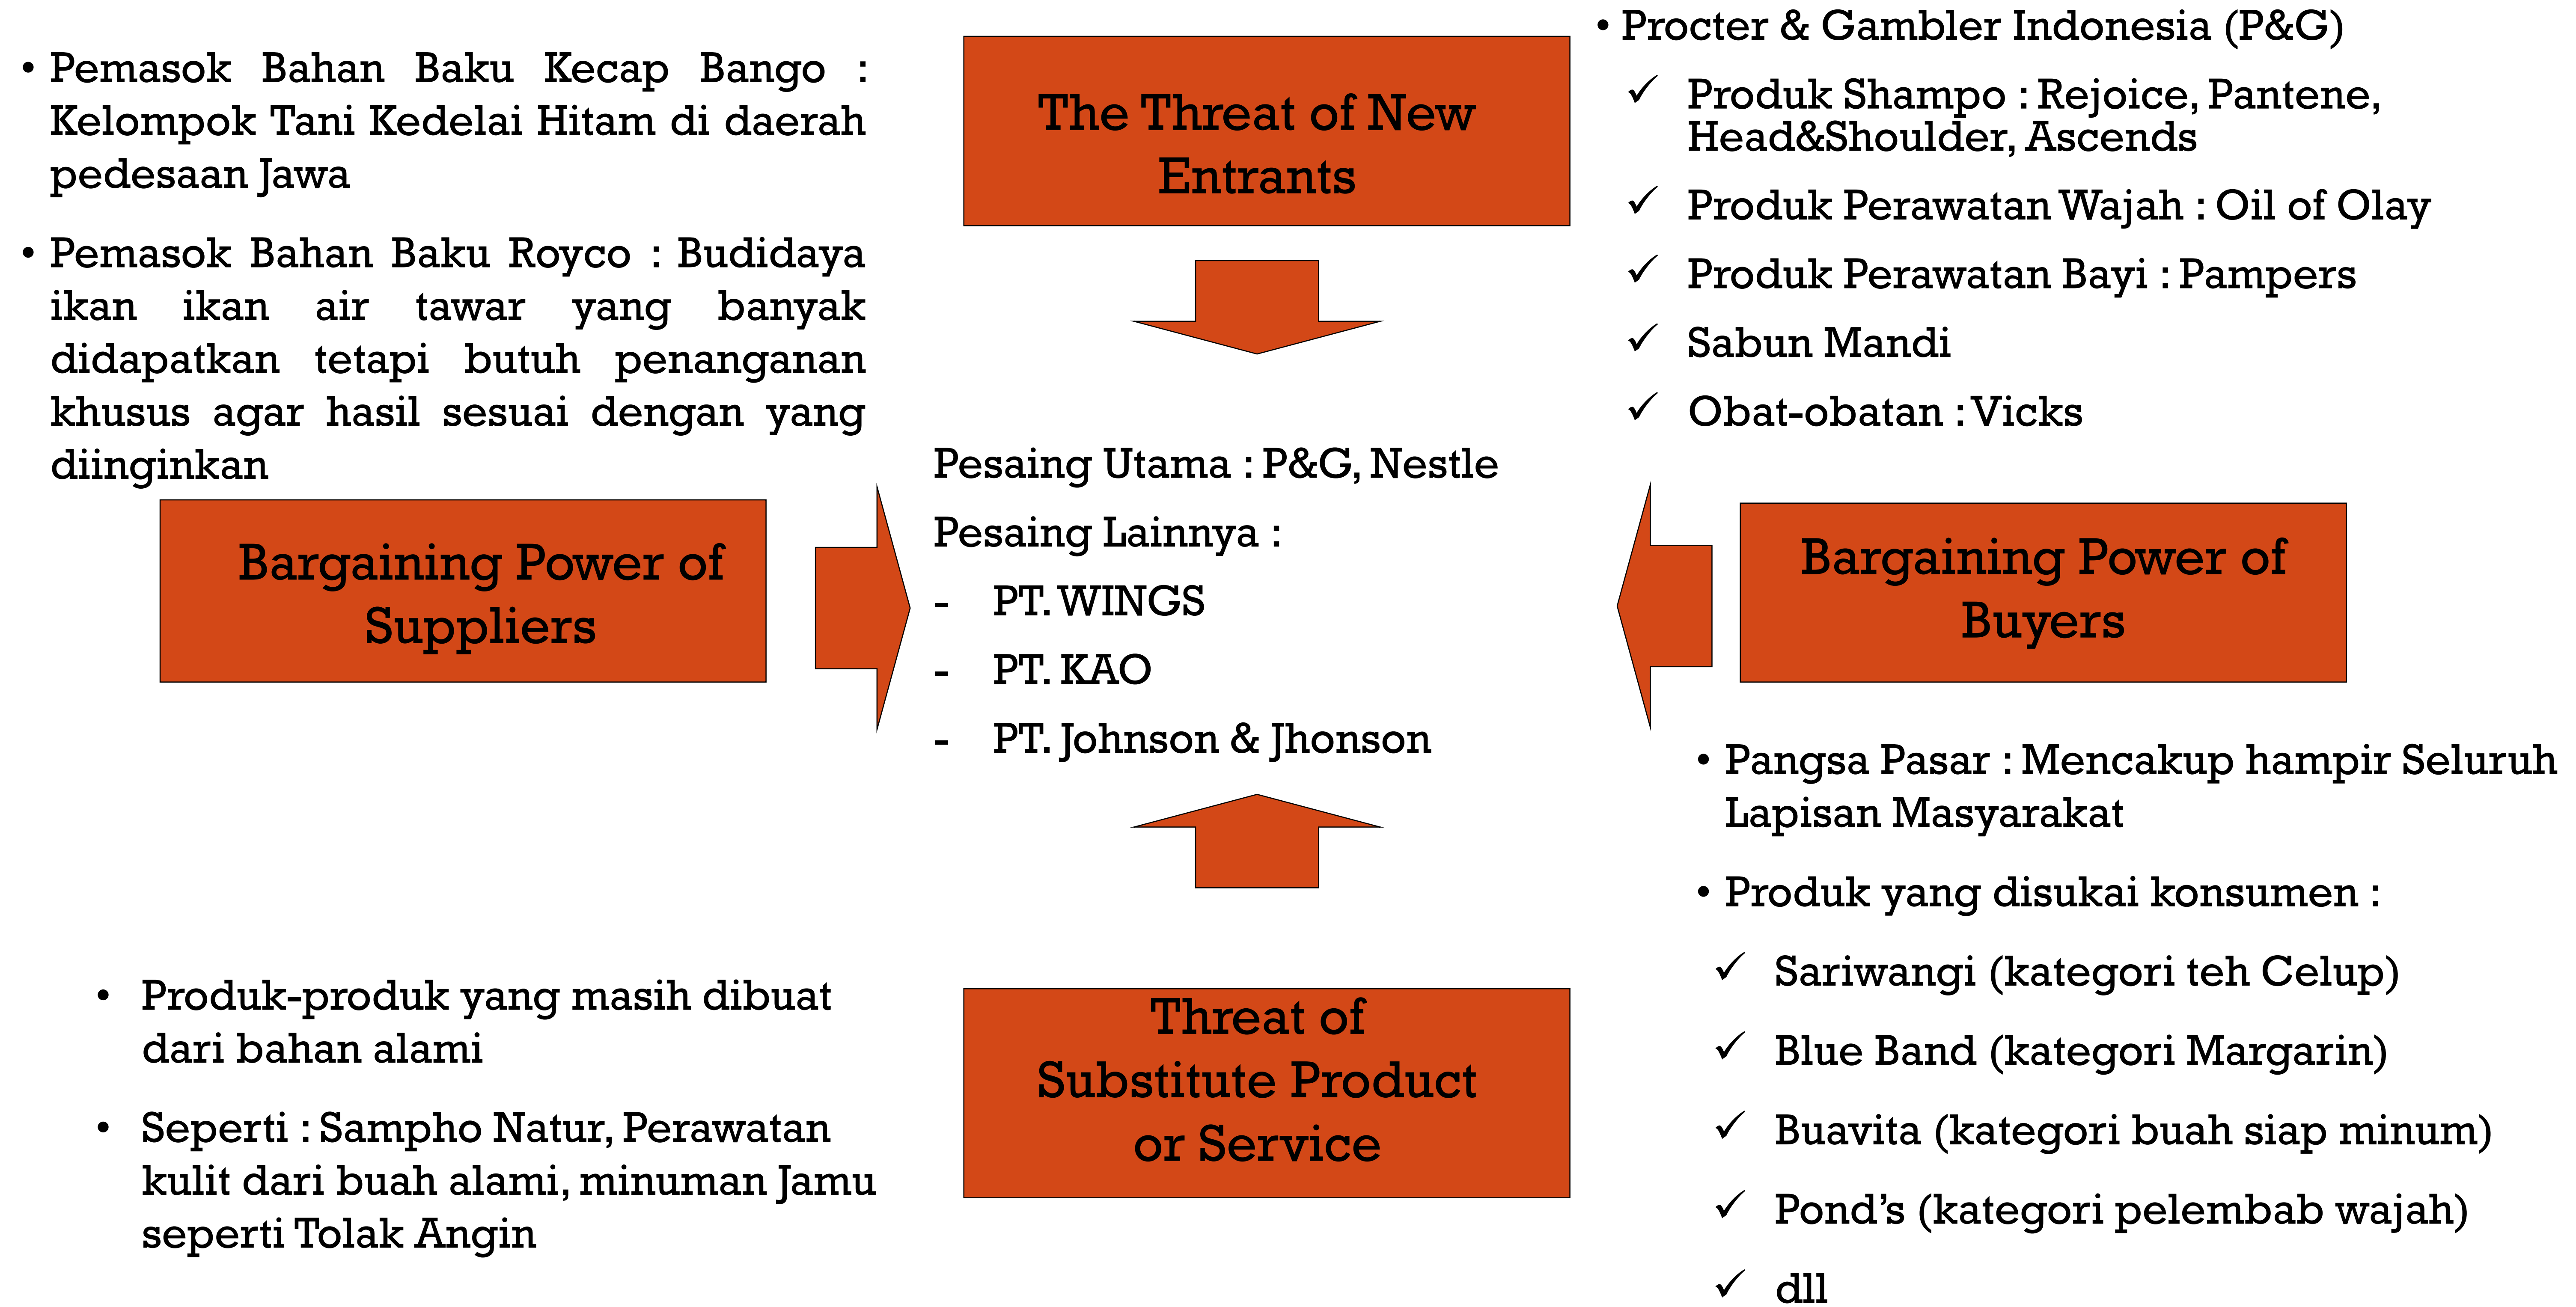 • Pemasok Bahan Baku Kecap Bango :
Kelompok Tani Kedelai Hitam di daerah
pedesaan Jawa
• Pemasok Bahan Baku Royco : Budidaya
ikan ikan air tawar yang banyak
didapatkan tetapi butuh penanganan
khusus agar hasil sesuai dengan yang
diinginkan
Bargaining Power of
Suppliers
The Threat of New
Entrants
• Procter & Gambler Indonesia (P&G)
✓ Produk Shampo : Rejoice, Pantene,
Head&Shoulder, Ascends
✓ Produk Perawatan Wajah : Oil of Olay
✓ Produk Perawatan Bayi : Pampers
✓ Sabun Mandi
✓ Obat-obatan : Vicks
Pesaing Utama : P&G, Nestle
Pesaing Lainnya :
- PT. WINGS
- PT. KAO
- PT. Johnson & Jhonson
Bargaining Power of
Buyers
• Pangsa Pasar : Mencakup hampir Seluruh
Lapisan Masyarakat
• Produk yang disukai konsumen :
✓ Sariwangi (kategori teh Celup)
✓ Blue Band (kategori Margarin)
✓ Buavita (kategori buah siap minum)
✓ Pond's (kategori pelembab wajah)
✓ dll
• Produk-produk yang masih dibuat
dari bahan alami
• Seperti : Sampho Natur, Perawatan
kulit dari buah alami, minuman Jamu
seperti Tolak Angin
Threat of
Substitute Product
or Service